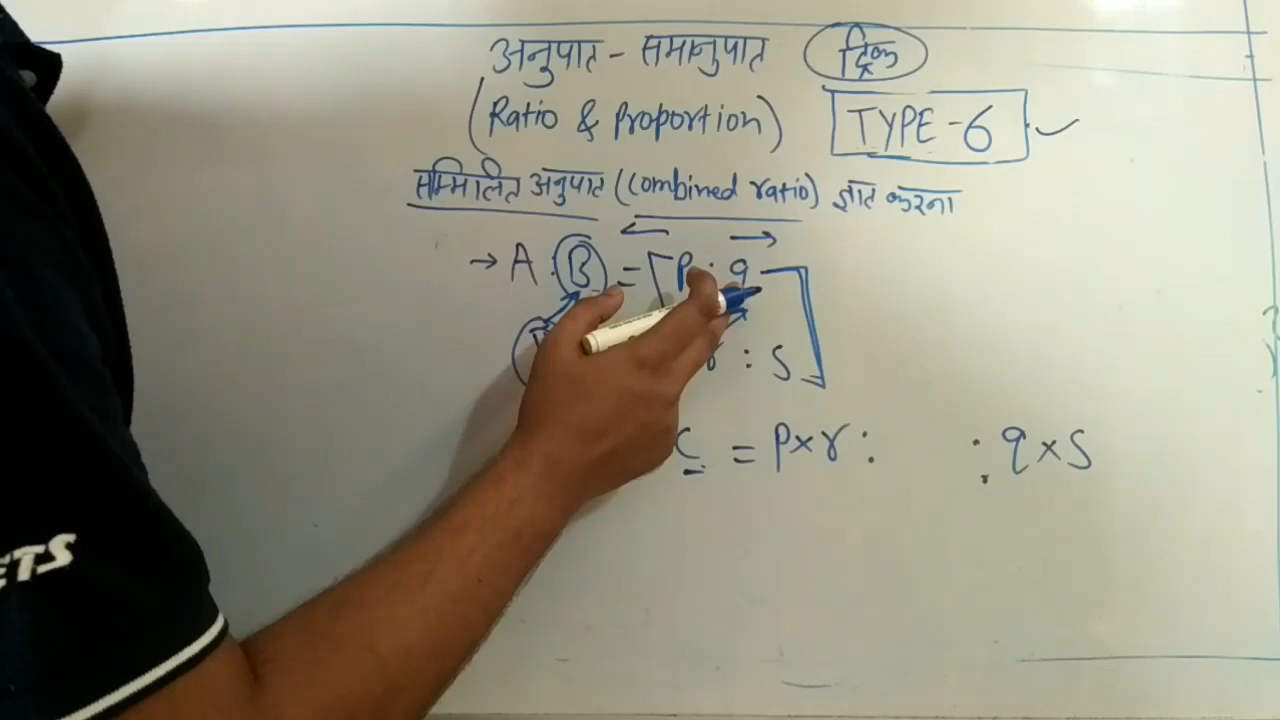 अनुपात - समानुपात ट्रिक
(Ratio & Proportion) TYPE-6
सम्मिलित अनुपात (Combined ratio) ज्ञात करना
→ A : B = P : q
: S
C = P×r : : q×S
ETS